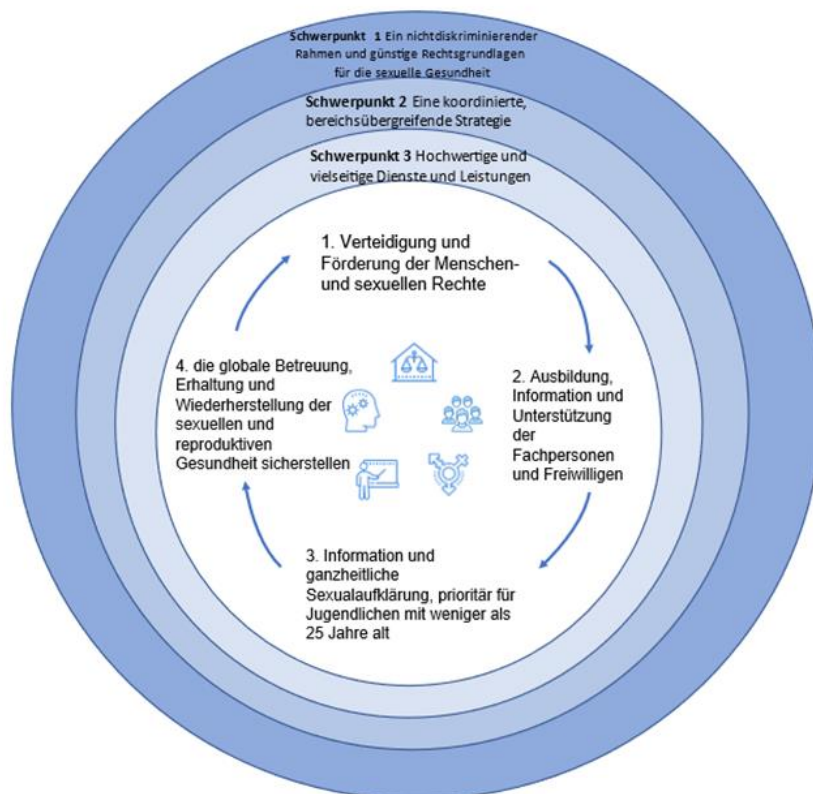 Schwerpunkt 1 Ein nichtdiskriminierender
Rahmen und günstige Rechtsgrundlagen
für die sexuelle Gesundheit
Schwerpunkt 2 Eine koordinierte,
bereichsübergreifende Strategie
Schwerpunkt 3 Hochwertige und
vielseitige Dienste und Leistungen
1. Verteidigung und
Förderung der Menschen-
und sexuellen Rechte
2. Ausbildung,
Information und
Unterstützung
der
Fachpersonen
und Freiwilligen
3. Information und
ganzheitliche
Sexualaufklärung, prioritär für
Jugendlichen mit weniger als
25 Jahre alt
4. die globale Betreuung,
Erhaltung und
Wiederherstellung der
sexuellen und
reproduktiven
Gesundheit sicherstellen